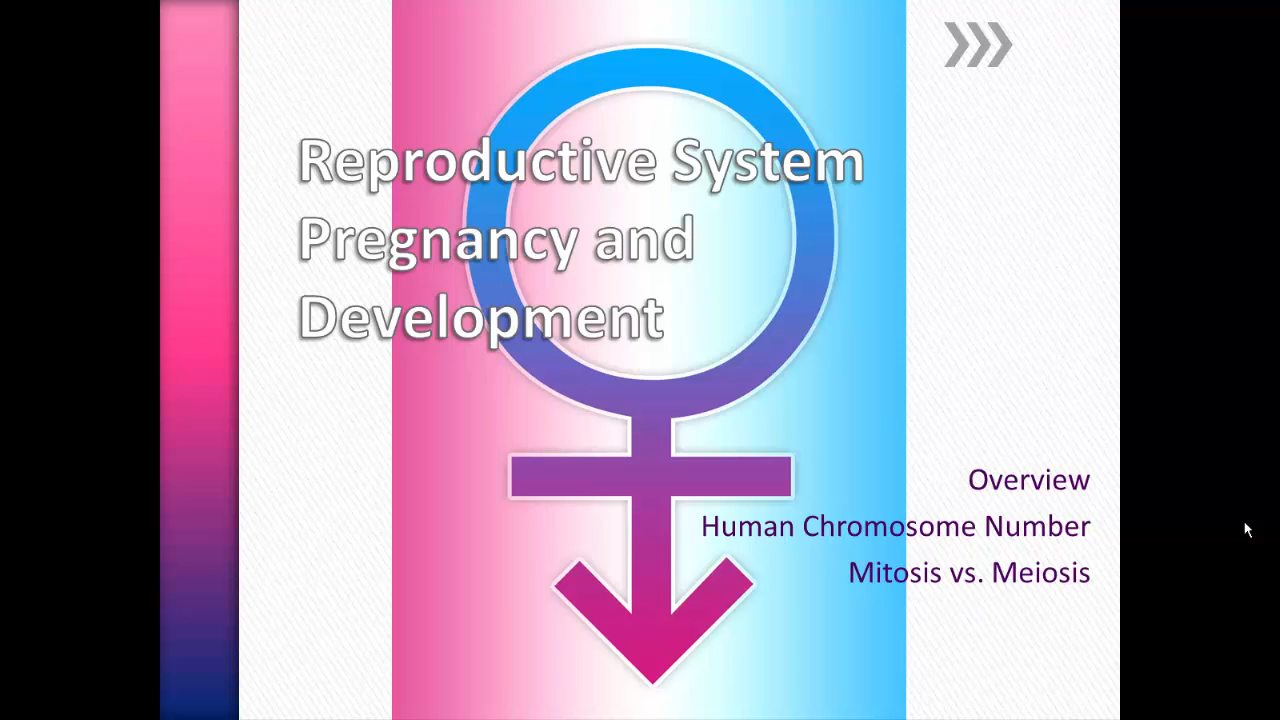 Reproductive System
Pregnancy and
Development
Overview
Human Chromosome Number
Mitosis vs. Meiosis